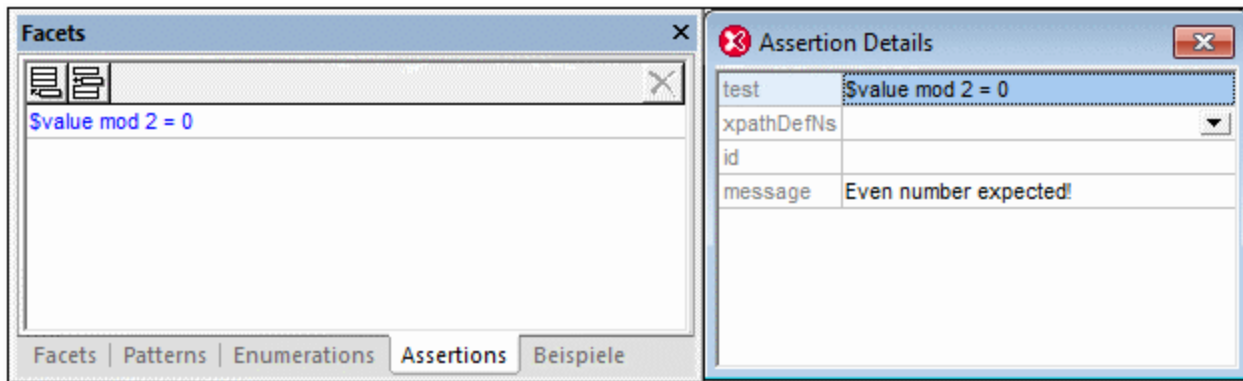 Facets
$value mod 2 = 0
Facets | Patterns | Enumerations Assertions Beispiele
Assertion Details
test $value mod 2 = 0
xpathDefNs
id
message Even number expected!